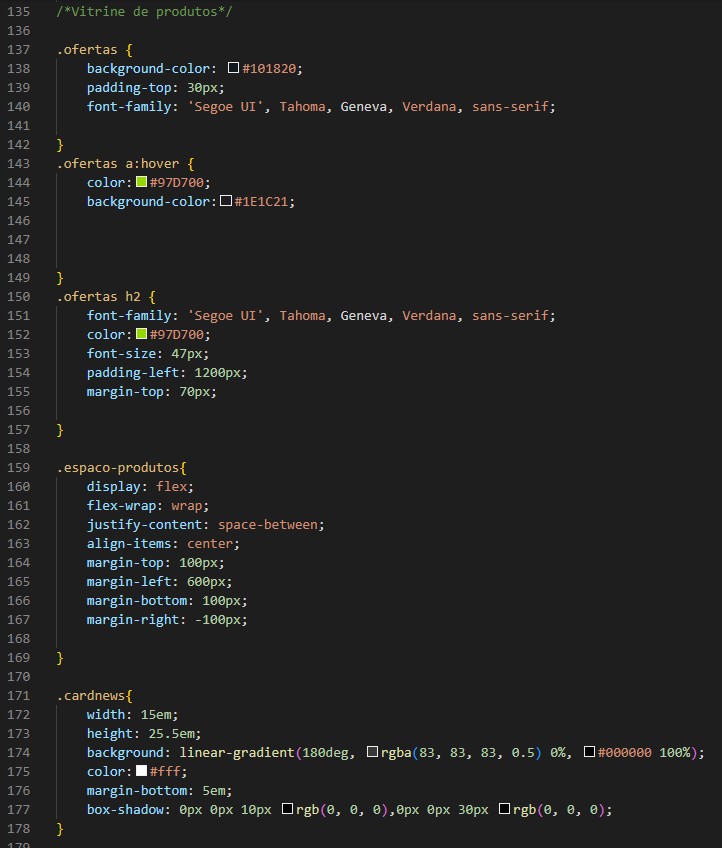 135 /*Vitrine de produtos*/
136
137 .ofertas {
138     background-color: #101820;
139     padding-top: 30px;
140     font-family: 'Segoe UI', Tahoma, Geneva, Verdana, sans-serif;
141
142 }
143 .ofertas a:hover {
144     color:#97D700;
145     background-color:#1E1C21;
146
147
148
149 }
150 .ofertas h2 {
151     font-family: 'Segoe UI', Tahoma, Geneva, Verdana, sans-serif;
152     color:#97D700;
153     font-size: 47px;
154     padding-left: 1200px;
155     margin-top: 70px;
156
157 }
158
159 .espaco-produtos{
160     display: flex;
161     flex-wrap: wrap;
162     justify-content: space-between;
163     align-items: center;
164     margin-top: 100px;
165     margin-left: 600px;
166     margin-bottom: 100px;
167     margin-right: -100px;
168
169 }
170
171 .cardnews{
172     width: 15em;
173     height: 25.5em;
174     background: linear-gradient(180deg, rgba(83, 83, 83, 0.5) 0%, #000000 100%);
175     color:#fff;
176     margin-bottom: 5em;
177     box-shadow: 0px 0px 10px rgb(0, 0, 0),0px 0px 30px rgb(0, 0, 0);
178 }
179